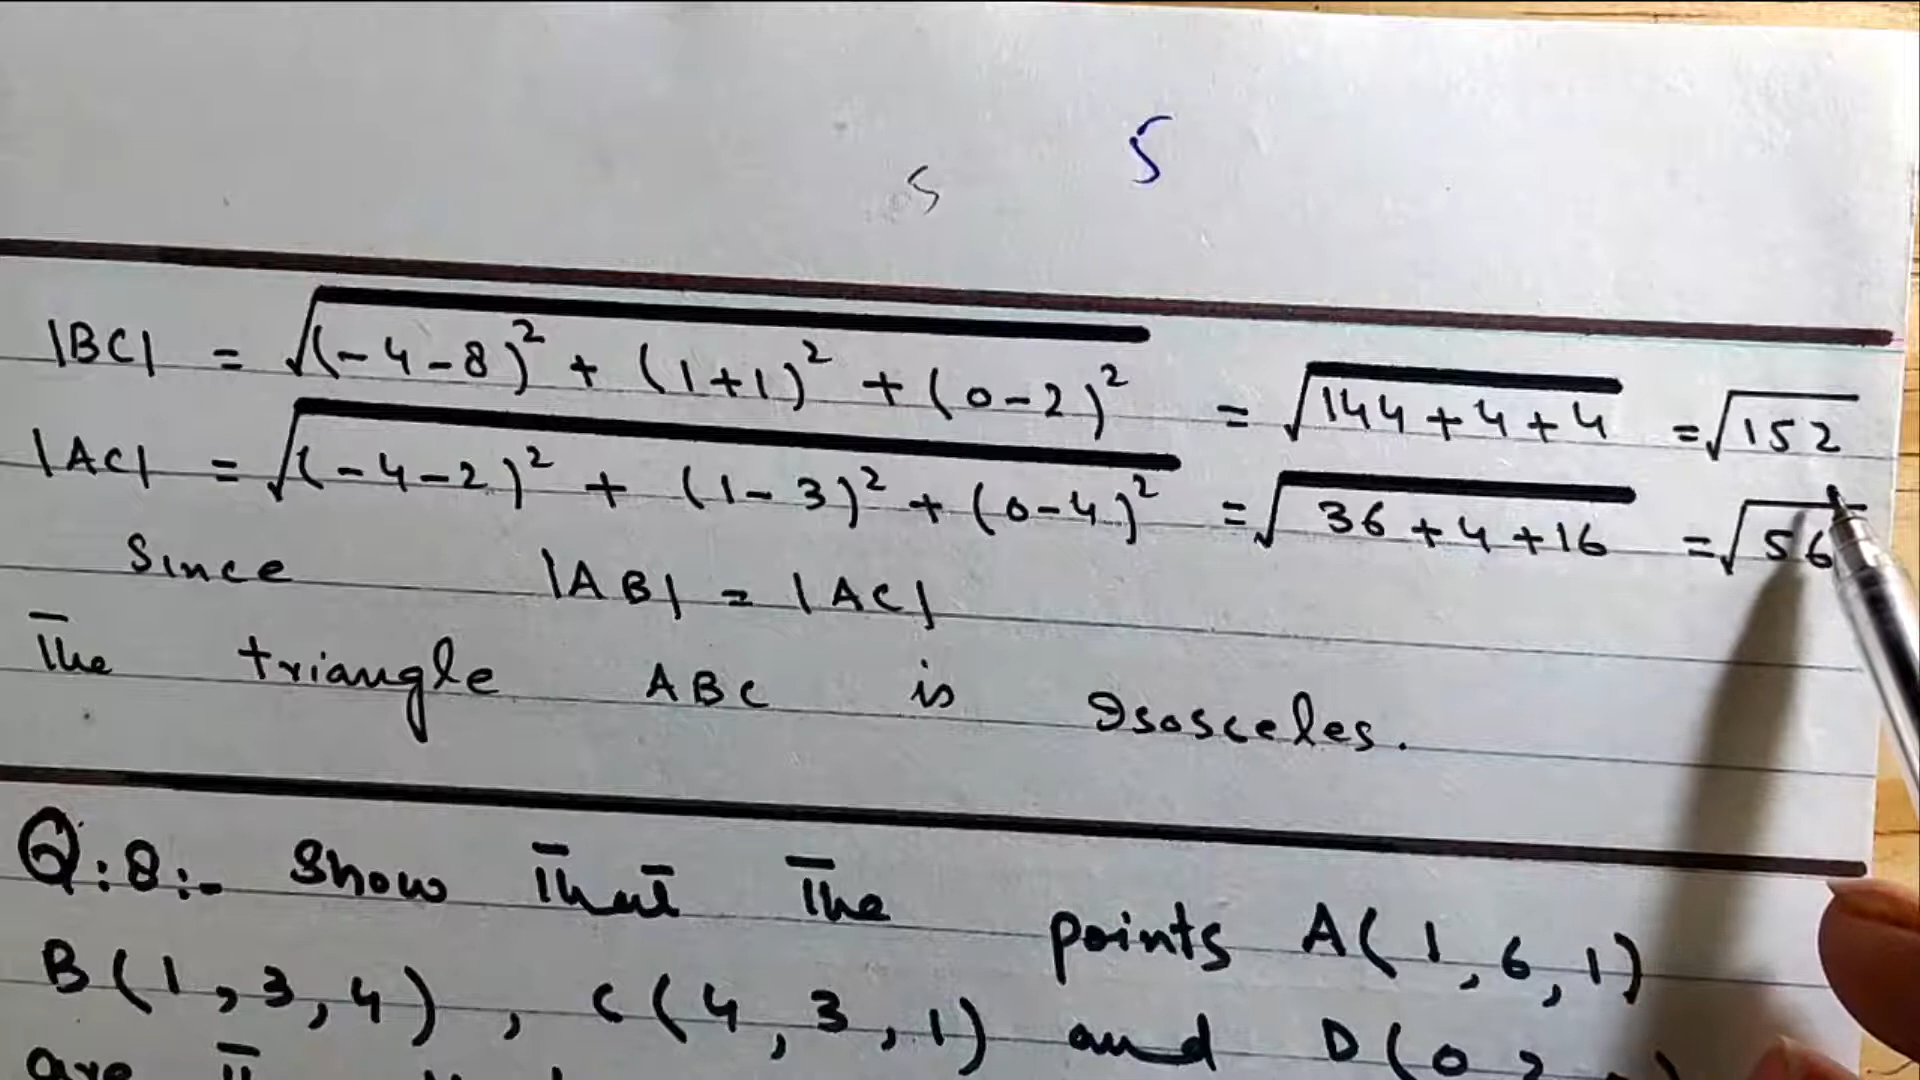 5 5
|BC| = √(-4-8)² + (1+1)² + (0-2)² = √144+4+4 = √152
|AC| = √(-4-2)² + (1-3)² + (0-4)² = √36+4+16 = √56
Since |AB| = |AC|
The triangle ABC is Isosceles.
Q:8:- Show that the points A(1,6,1)
B(1,3,4), C(4,3,1) and D(0
are